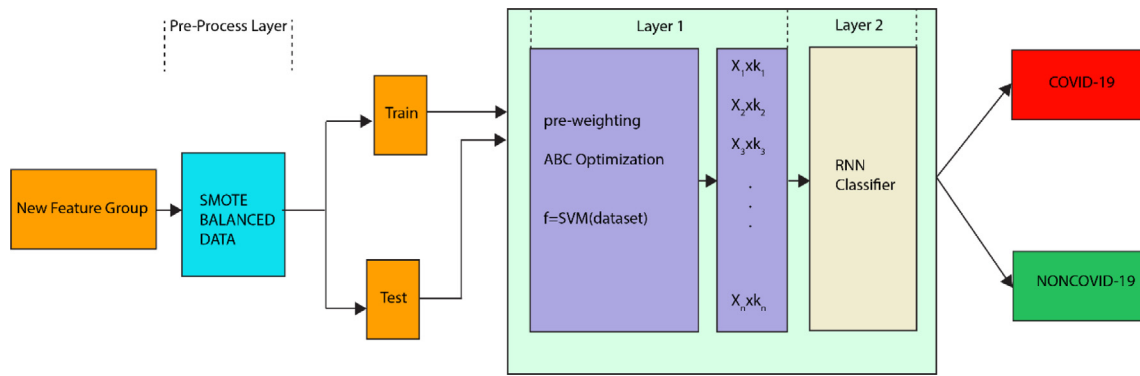 Pre-Process Layer
Layer 1
Layer 2
New Feature Group
SMOTE
BALANCED
DATA
Train
Test
pre-weighting
ABC Optimization
f=SVM(dataset)
X₁xk₁
X₂xk₂
X₃xk₃
.
.
.
Xₙxkₙ
RNN
Classifier
COVID-19
NONCOVID-19